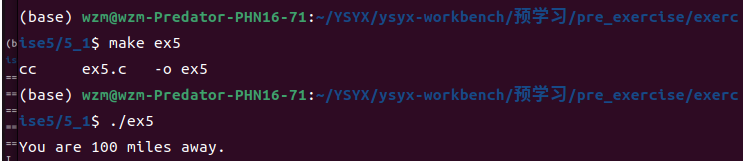 (base) wzm@wzm-Predator-PHN16-71:~/YSYX/ysyx-workbench/预学习/pre_exercise/exerc
ise5/5_1$ make ex5
cc     ex5.c   -o ex5
(base) wzm@wzm-Predator-PHN16-71:~/YSYX/ysyx-workbench/预学习/pre_exercise/exerc
ise5/5_1$ ./ex5
You are 100 miles away.